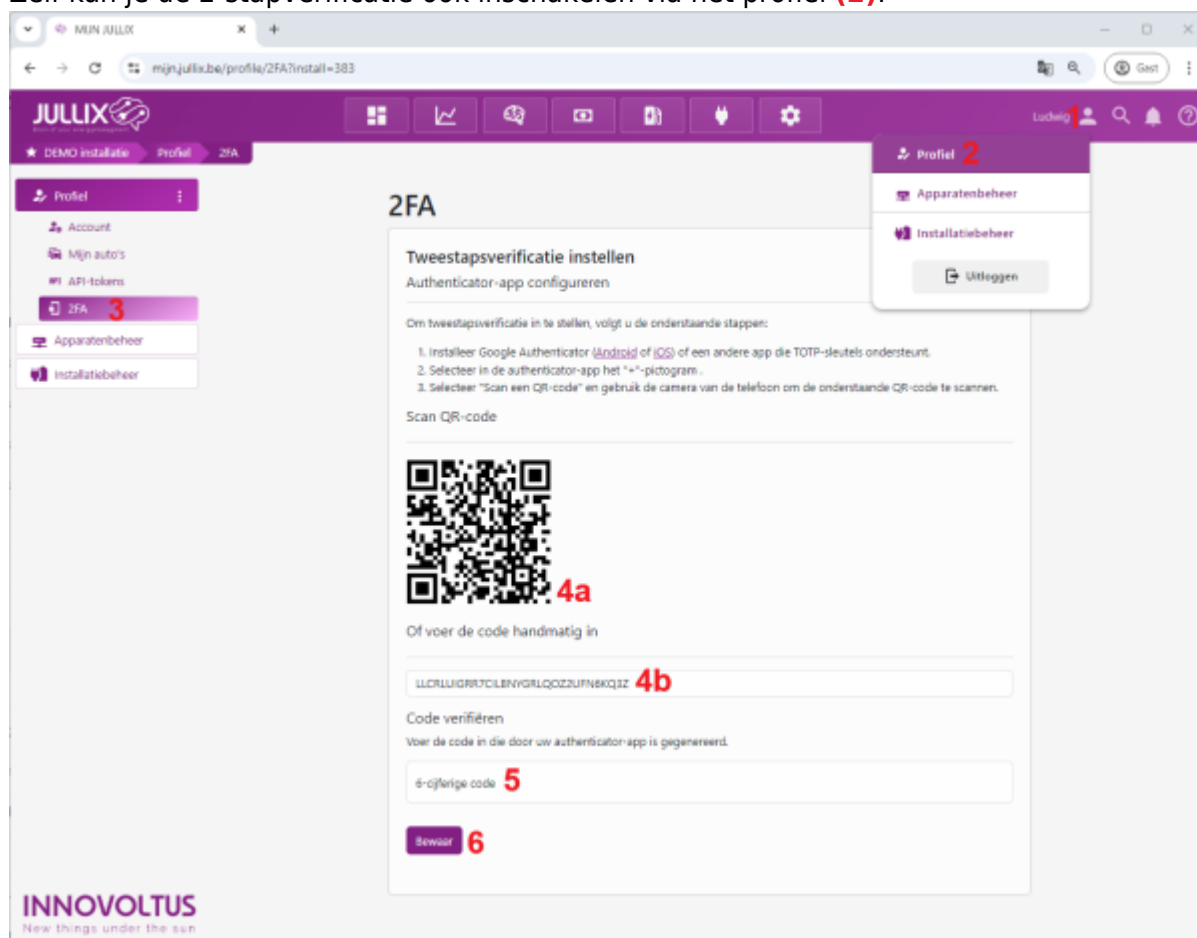 Zelf kan je de 2-stapverificatie ook inschakelen via het profiel (2).
MIJN JULLIX
mijn.jullix.be/profile/2FA?install=383
Gast
JULLIX
Ludwig 1
DEMO installatie Profiel 2FA
Profiel 2
Apparatenbeheer
Installatiebeheer
Uitloggen
Profiel
Account
Mijn auto's
API-tokens
2FA 3
Apparatenbeheer
Installatiebeheer
2FA
Tweestapsverificatie instellen
Authenticator-app configureren
Om tweestapsverificatie in te stellen, volgt u de onderstaande stappen:
1. Installeer Google Authenticator (Android of iOS) of een andere app die TOTP-sleutels ondersteunt.
2. Selecteer in de authenticator-app het "+"-pictogram .
3. Selecteer "Scan een QR-code" en gebruik de camera van de telefoon om de onderstaande QR-code te scannen.
Scan QR-code
4a
Of voer de code handmatig in
4b
Code verifiëren
Voer de code in die door uw authenticator-app is gegenereerd.
6-cijferige code 5
Bewaar 6
INNOVOLTUS
New things under the sun